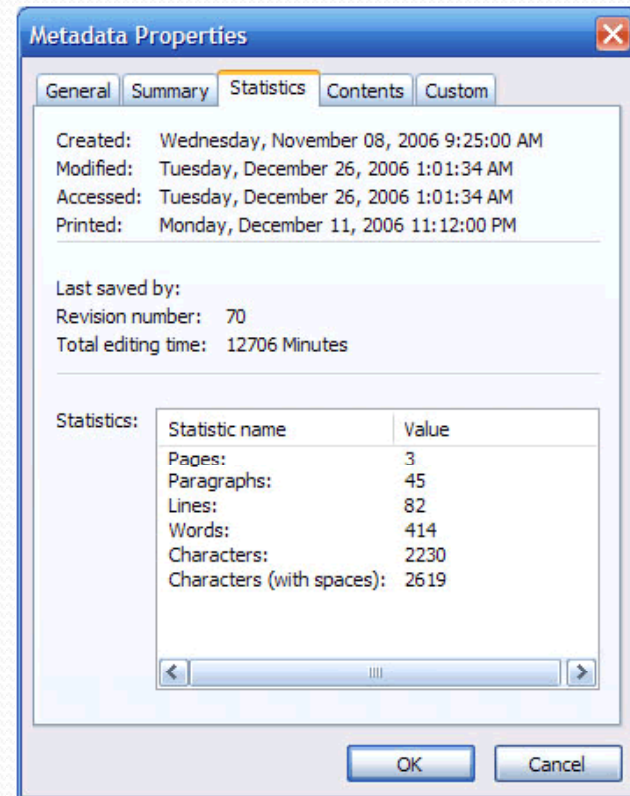 Metadata Properties
General Summary Statistics Contents Custom
Created: Wednesday, November 08, 2006 9:25:00 AM
Modified: Tuesday, December 26, 2006 1:01:34 AM
Accessed: Tuesday, December 26, 2006 1:01:34 AM
Printed: Monday, December 11, 2006 11:12:00 PM
Last saved by:
Revision number: 70
Total editing time: 12706 Minutes
Statistics:
Statistic name Value
Pages: 3
Paragraphs: 45
Lines: 82
Words: 414
Characters: 2230
Characters (with spaces): 2619
OK Cancel